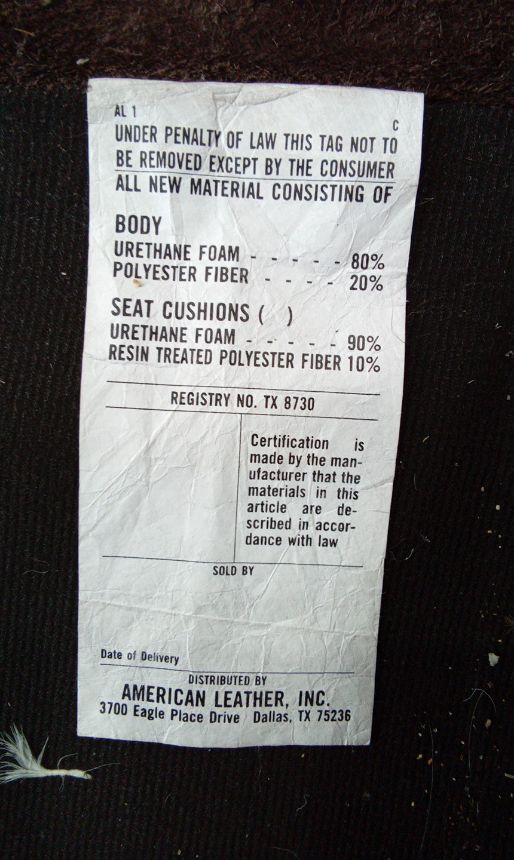 AL 1
C
UNDER PENALTY OF LAW THIS TAG NOT TO
BE REMOVED EXCEPT BY THE CONSUMER
ALL NEW MATERIAL CONSISTING OF
BODY
URETHANE FOAM - - - - - 80%
POLYESTER FIBER - - - - 20%
SEAT CUSHIONS ( )
URETHANE FOAM - - - - - 90%
RESIN TREATED POLYESTER FIBER 10%
REGISTRY NO. TX 8730
Certification is
made by the man-
ufacturer that the
materials in this
article are de-
scribed in accor-
dance with law
SOLD BY
Date of Delivery
DISTRIBUTED BY
AMERICAN LEATHER, INC.
3700 Eagle Place Drive Dallas, TX 75236